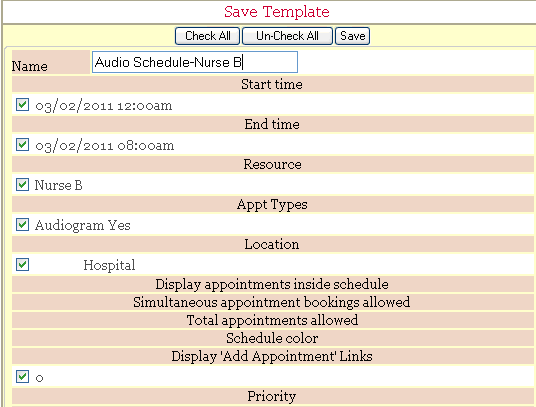 Save Template
Check All Un-Check All Save
Name Audio Schedule-Nurse B
Start time
03/02/2011 12:00am
End time
03/02/2011 08:00am
Resource
Nurse B
Appt Types
Audiogram Yes
Location
Hospital
Display appointments inside schedule
Simultaneous appointment bookings allowed
Total appointments allowed
Schedule color
Display 'Add Appointment' Links
0
Priority